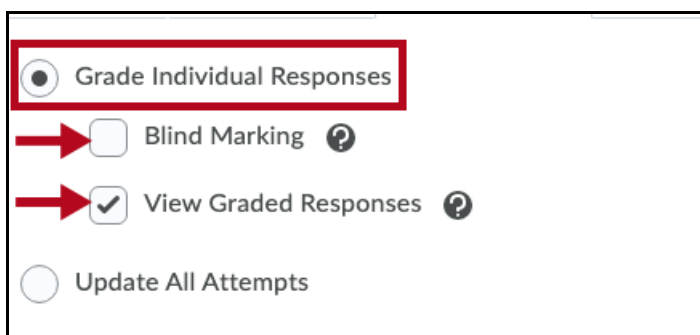 Grade Individual Responses
Blind Marking ?
View Graded Responses ?
Update All Attempts